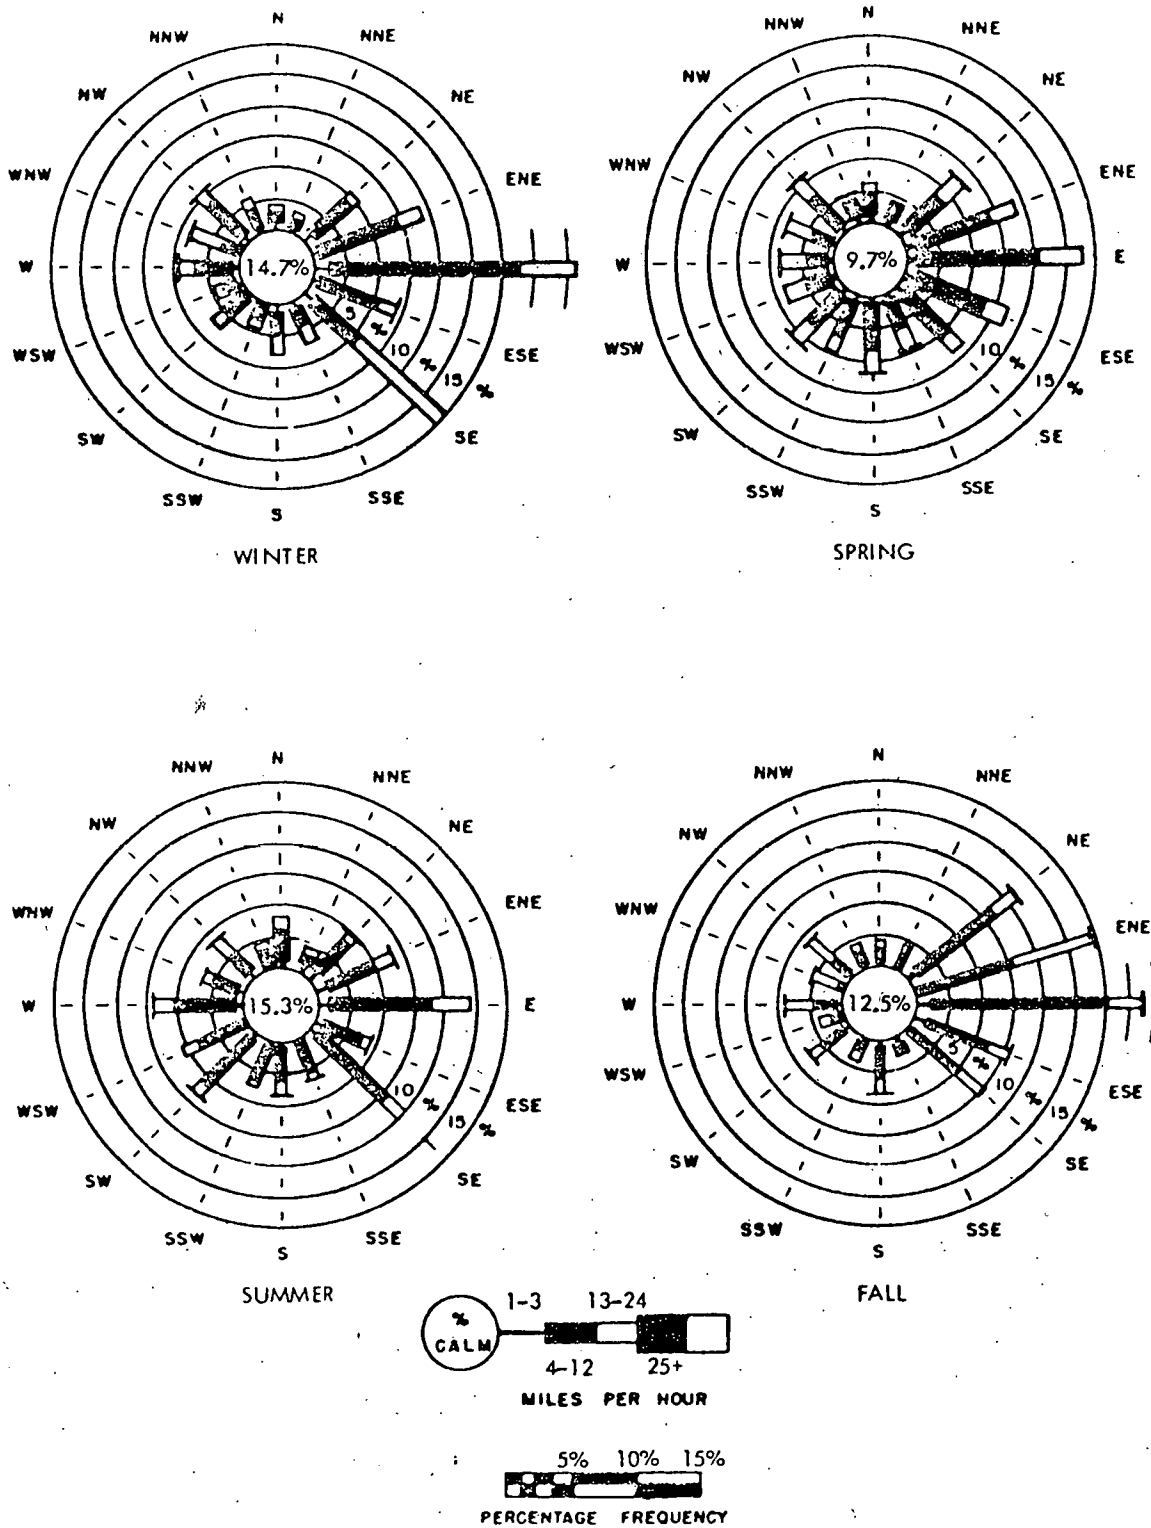 N
NNW NNE
NW NE
WNW ENE
14.7%
W
5 %
10 % 15 %
WSW ESE
SW SE
SSW SSE
S
WINTER
N
NNW NNE
NW NE
WNW ENE
9.7%
W E
10 % 15 %
WSW ESE
SW SE
SSW SSE
S
SPRING
N
NNW NNE
NW NE
WNW ENE
15.3%
W E
10 % 15 %
WSW ESE
SW SE
SSW SSE
S
SUMMER
N
NNW NNE
NW NE
WNW ENE
12.5%
W
5 %
10 % 15 %
WSW ESE
SW SE
SSW SSE
S
FALL
% CALM
1-3 13-24
4-12 25+
MILES PER HOUR
5% 10% 15%
PERCENTAGE FREQUENCY